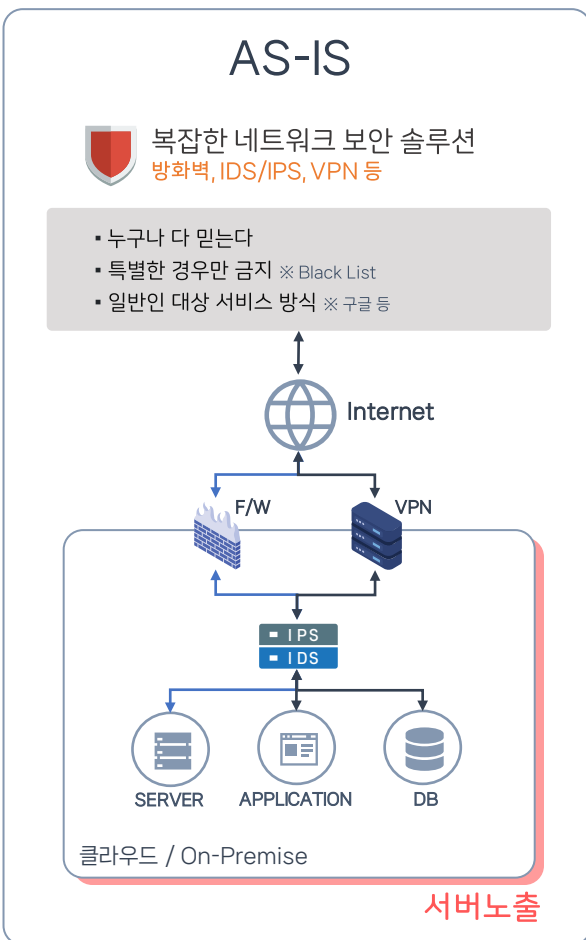 AS-IS
복잡한 네트워크 보안 솔루션
방화벽, IDS/IPS, VPN 등
▪ 누구나 다 믿는다
▪ 특별한 경우만 금지 ※ Black List
▪ 일반인 대상 서비스 방식 ※ 구글 등
Internet
F/W
VPN
IPS
IDS
SERVER
APPLICATION
DB
클라우드 / On-Premise
서버노출